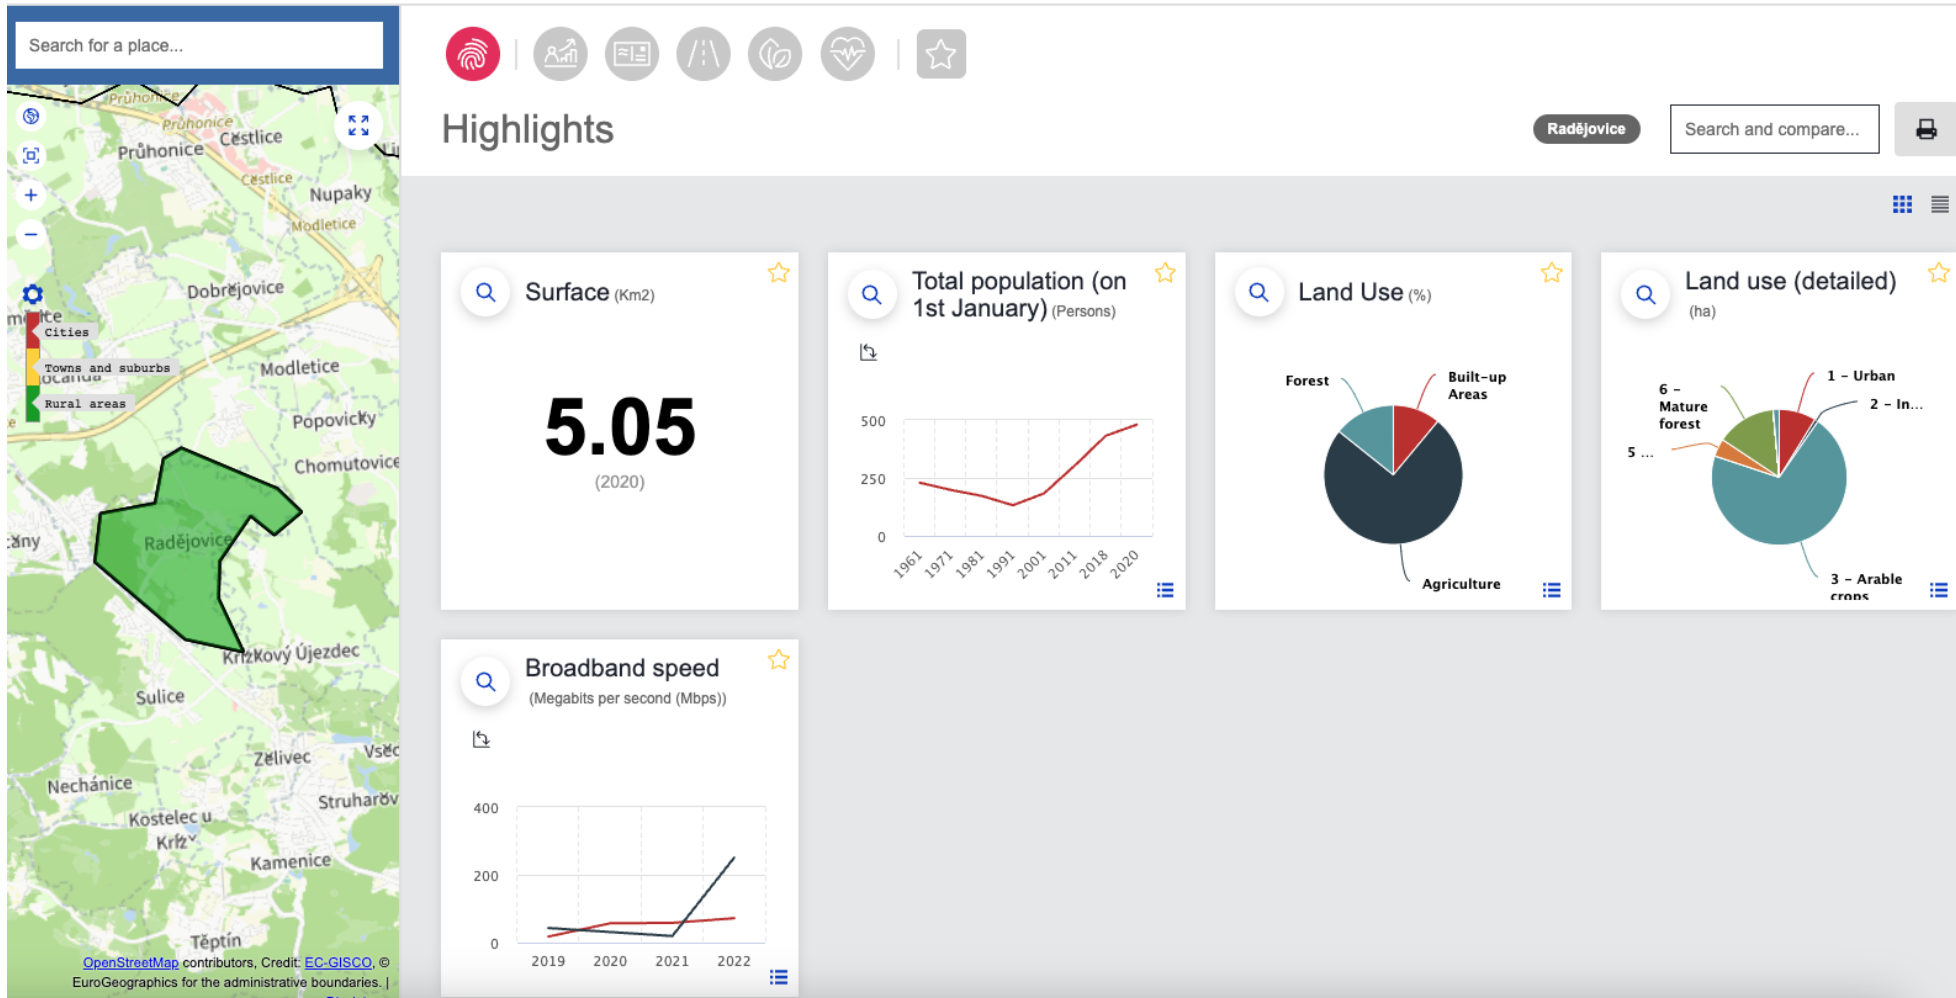 Search for a place...
Průhonice
Průhonice
Čestlice
Průhonice
Čestlice
Nupaky
Modletice
Dobřejovice
Cities
Towns and suburbs
Rural areas
Modletice
Popovičky
Chomutovice
Radějovice
Křížkový Újezdec
Sulice
Želivec
Nechánice
Struhařov
Kostelec u
Kříž
Kamenice
Těptín
OpenStreetMap contributors, Credit: EC-GISCO, ©
EuroGeographics for the administrative boundaries. |
Highlights
Radějovice
Search and compare...
Surface (Km2)
5.05
(2020)
Total population (on
1st January) (Persons)
500
250
0
1961 1971 1981 1991 2001 2011 2018 2020
Land Use (%)
Forest
Built-up
Areas
Agriculture
Land use (detailed)
(ha)
1 – Urban
2 – In...
6 –
Mature
forest
5 ...
3 – Arable
crops
Broadband speed
(Megabits per second (Mbps))
400
200
0
2019 2020 2021 2022